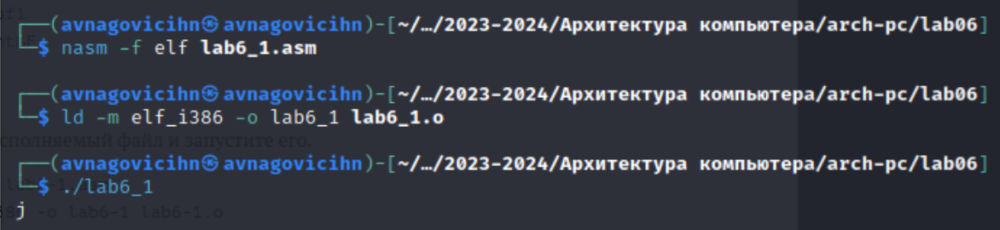 ┌──(avnagovicihn㉿avnagovicihn)-[~/…/2023-2024/Архитектура компьютера/arch-pc/lab06]
└─$ nasm -f elf lab6_1.asm
┌──(avnagovicihn㉿avnagovicihn)-[~/…/2023-2024/Архитектура компьютера/arch-pc/lab06]
└─$ ld -m elf_i386 -o lab6_1 lab6_1.o
сполняемый файл и запустите его.
┌──(avnagovicihn㉿avnagovicihn)-[~/…/2023-2024/Архитектура компьютера/arch-pc/lab06]
└─$ ./lab6_1
j
-o lab6-1 lab6-1.o